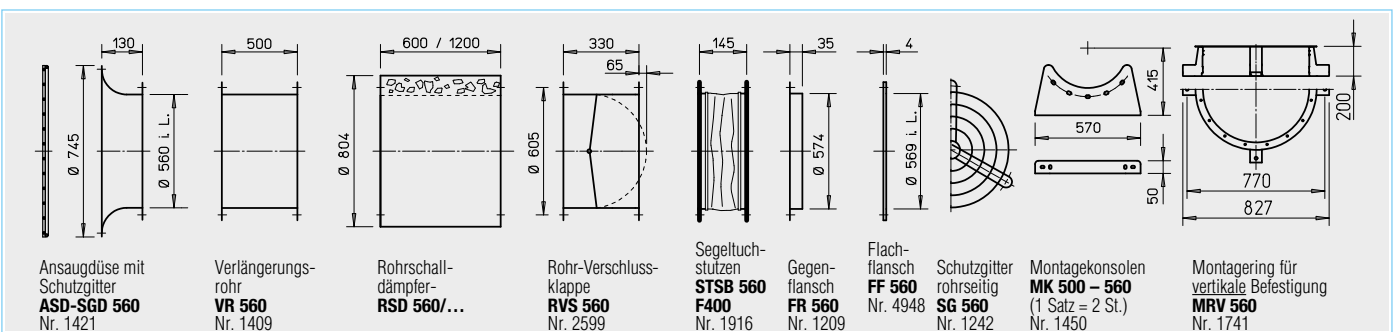 130
Ø 745
Ø 560 i. L.
Ansaugdüse mit
Schutzgitter
ASD-SGD 560
Nr. 1421
500
Verlängerungs-
rohr
VR 560
Nr. 1409
600 / 1200
Ø 804
Rohrschall-
dämpfer-
RSD 560/…
330
65
Ø 605
Rohr-Verschluss-
klappe
RVS 560
Nr. 2599
145
Segeltuch-
stutzen
STSB 560
F400
Nr. 1916
35
Ø 574
Gegen-
flansch
FR 560
Nr. 1209
4
Ø 569 i. L.
Flach-
flansch
FF 560
Nr. 4948
Schutzgitter
rohrseitig
SG 560
Nr. 1242
415
570
50
Montagekonsolen
MK 500 – 560
(1 Satz = 2 St.)
Nr. 1450
200
770
827
Montagering für
vertikale Befestigung
MRV 560
Nr. 1741